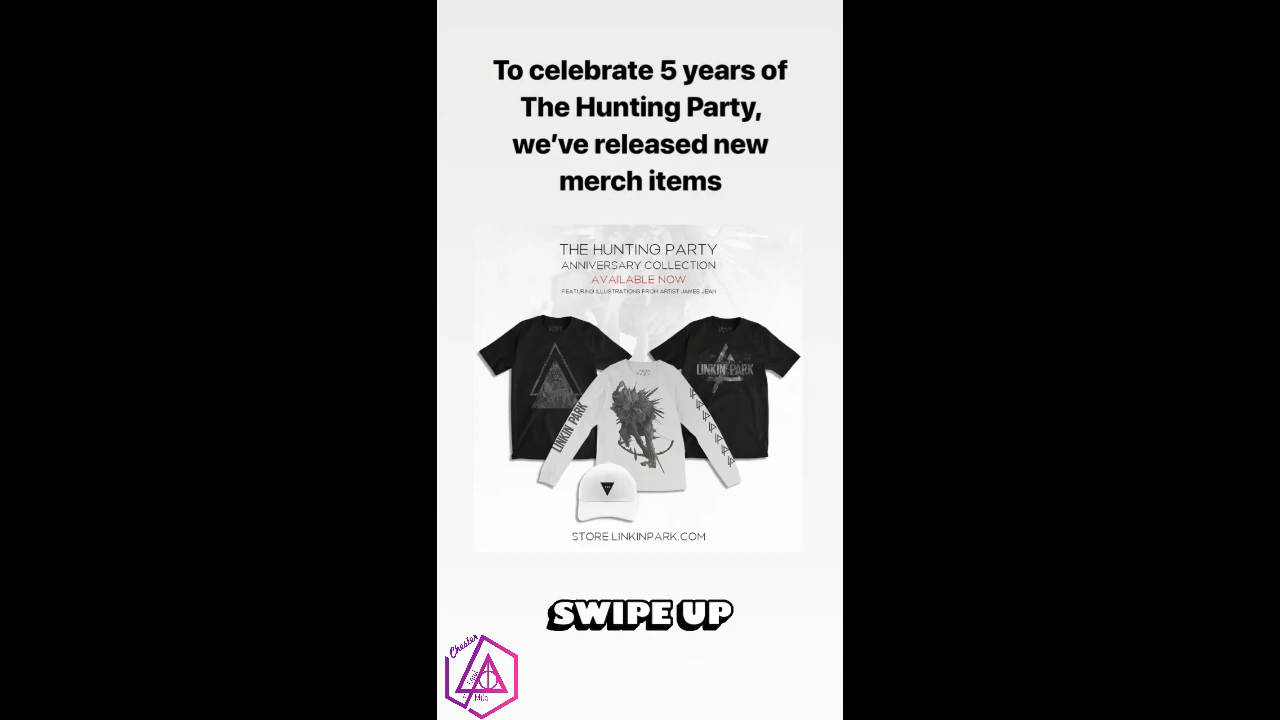 To celebrate 5 years of
The Hunting Party,
we've released new
merch items
THE HUNTING PARTY
ANNIVERSARY COLLECTION
AVAILABLE NOW
FEATURING ILLUSTRATIONS FROM ARTIST JAMES JEAN
LINKIN PARK
LINKIN PARK
STORE.LINKINPARK.COM
SWIPE UP
Chester